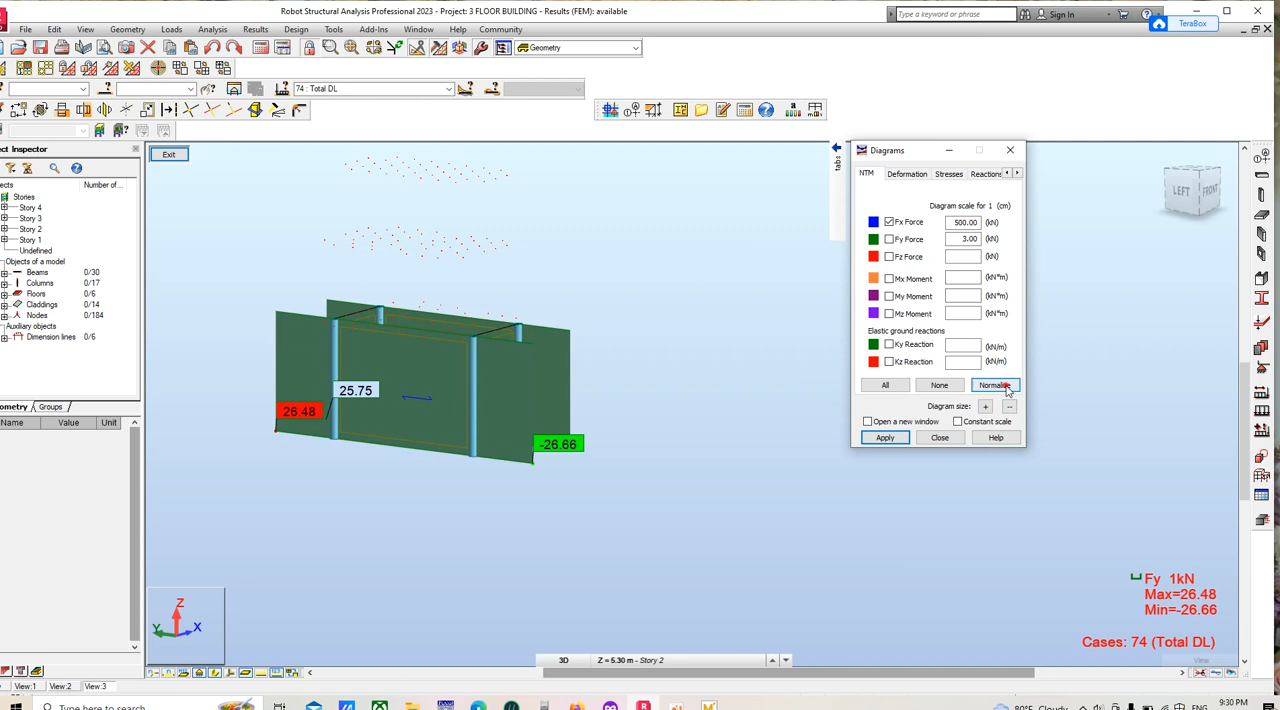 Robot Structural Analysis Professional 2023 - Project: 3 FLOOR BUILDING - Results (FEM): available
Type a keyword or phrase
Sign In
TeraBox
File Edit View Geometry Loads Analysis Results Design Tools Add-Ins Window Help Community
Geometry
74 : Total DL
ect Inspector
Exit
jects Number of...
Stories
Story 4
Story 3
Story 2
Story 1
Undefined
Objects of a model
Beams 0/30
Columns 0/17
Floors 0/6
Claddings 0/14
Nodes 0/184
Auxiliary objects
Dimension lines 0/6
eometry Groups
Name Value Unit
tabs
Diagrams
NTM Deformation Stresses Reactions
Diagram scale for 1 (cm)
Fx Force 500.00 (kN)
Fy Force 3.00 (kN)
Fz Force (kN)
Mx Moment (kN*m)
My Moment (kN*m)
Mz Moment (kN*m)
Elastic ground reactions
Ky Reaction (kN/m)
Kz Reaction (kN/m)
All None Normalize
Diagram size: + --
Open a new window Constant scale
Apply Close Help
LEFT FRONT
25.75
26.48
-26.66
Fy 1kN
Max=26.48
Min=-26.66
Cases: 74 (Total DL)
Z
Y X
3D Z = 5.30 m - Story 2
View
View:1 View:2 View:3
Type here to search
80°F Cloudy
ENG
9:30 PM